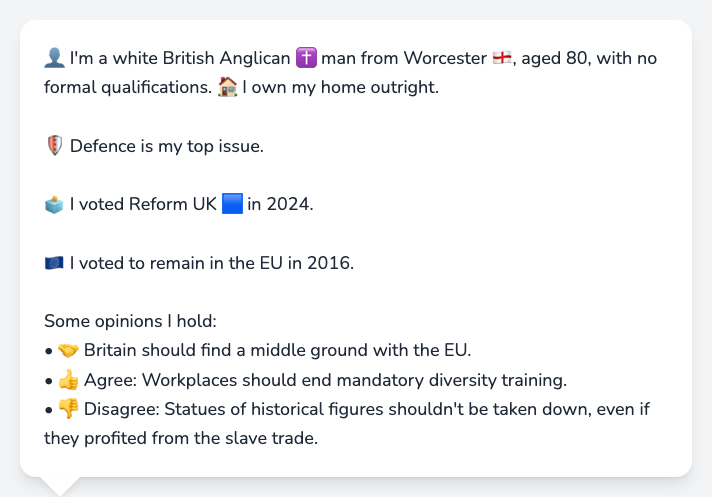 👤 I'm a white British Anglican ✝️ man from Worcester 🏴󠁧󠁢󠁥󠁮󠁧󠁿, aged 80, with no
formal qualifications. 🏠 I own my home outright.
🛡️ Defence is my top issue.
🗳️ I voted Reform UK 🟦 in 2024.
🇪🇺 I voted to remain in the EU in 2016.
Some opinions I hold:
• 🤝 Britain should find a middle ground with the EU.
• 👍 Agree: Workplaces should end mandatory diversity training.
• 👎 Disagree: Statues of historical figures shouldn't be taken down, even if
they profited from the slave trade.